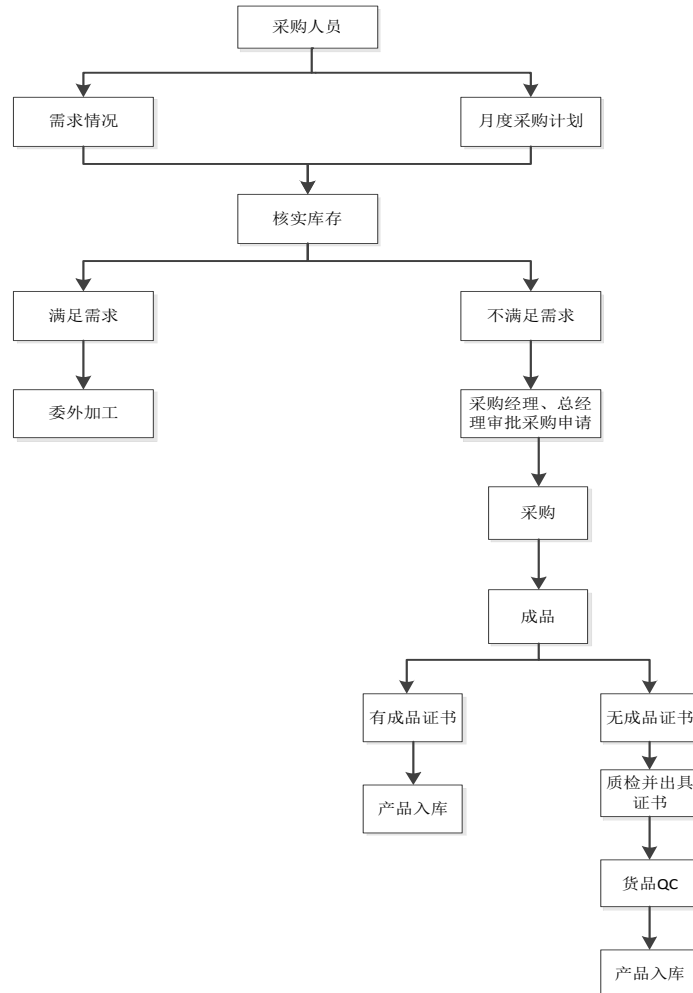 采购人员
需求情况
月度采购计划
核实库存
满足需求
不满足需求
委外加工
采购经理、总经
理审批采购申请
采购
成品
有成品证书
无成品证书
质检并出具
证书
产品入库
货品QC
产品入库